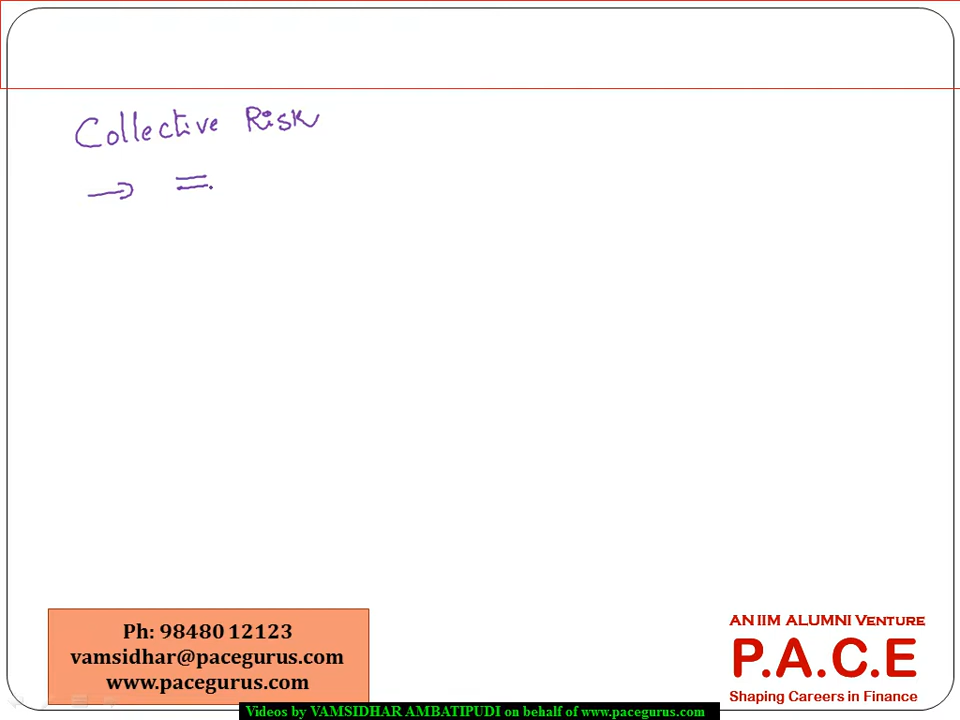 Collective Risk
→ =
Ph: 98480 12123
vamsidhar@pacegurus.com
www.pacegurus.com
AN IIM ALUMNI VENTURE
P.A.C.E
Shaping Careers in Finance
Videos by VAMSIDHAR AMBATIPUDI on behalf of www.pacegurus.com